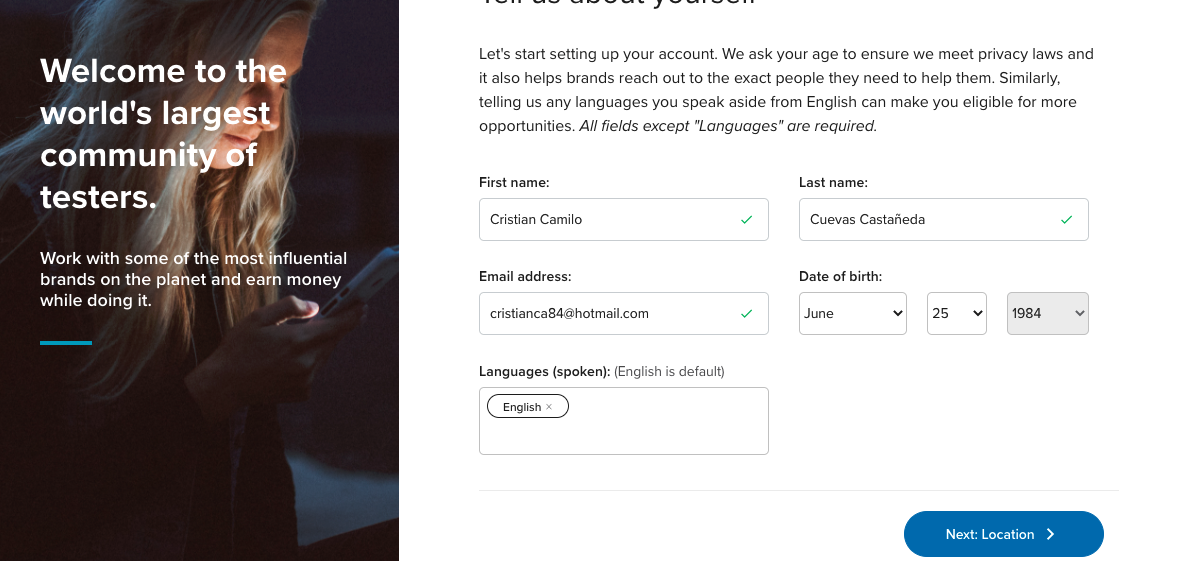 Welcome to the
world's largest
community of
testers.
Work with some of the most influential
brands on the planet and earn money
while doing it.
Tell us about yourself
Let's start setting up your account. We ask your age to ensure we meet privacy laws and
it also helps brands reach out to the exact people they need to help them. Similarly,
telling us any languages you speak aside from English can make you eligible for more
opportunities. All fields except "Languages" are required.
First name:
Last name:
Cristian Camilo
Cuevas Castañeda
Email address:
Date of birth:
cristianca84@hotmail.com
June 25 1984
Languages (spoken): (English is default)
English ×
Next: Location